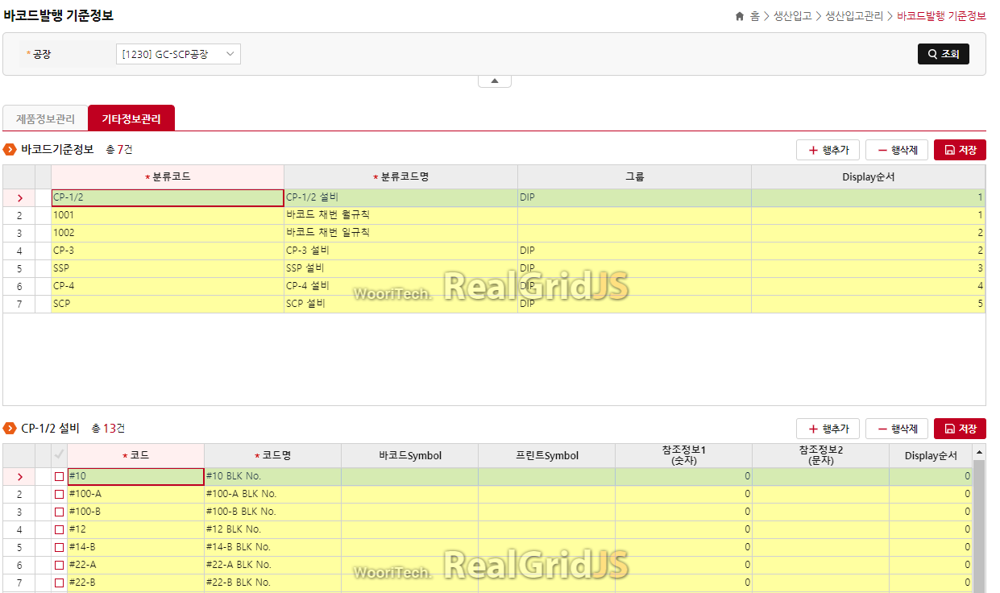 바코드발행 기준정보
홈 > 생산입고 > 생산입고관리 > 바코드발행 기준정보
* 공장 [1230] GC-SCP공장 조회
제품정보관리 기타정보관리
바코드기준정보 총 7건 행추가 행삭제 저장
* 분류코드 * 분류코드명 그룹 Display순서
CP-1/2 CP-1/2 설비 DIP 1
2 1001 바코드 채번 월규칙 1
3 1002 바코드 채번 일규칙 2
4 CP-3 CP-3 설비 DIP 2
5 SSP SSP 설비 DIP 3
6 CP-4 CP-4 설비 DIP 4
7 SCP SCP 설비 DIP 5
WooriTech. RealGridJS
CP-1/2 설비 총 13건 행추가 행삭제 저장
* 코드 * 코드명 바코드Symbol 프린트Symbol 참조정보1 참조정보2 Display순서
(숫자) (문자)
#10 #10 BLK No. 0 0
2 #100-A #100-A BLK No. 0 0
3 #100-B #100-B BLK No. 0 0
4 #12 #12 BLK No. 0 0
5 #14-B #14-B BLK No. 0 0
6 #22-A #22-A BLK No. 0 0
7 #22-B #22-B BLK No. 0 0
WooriTech. RealGridJS